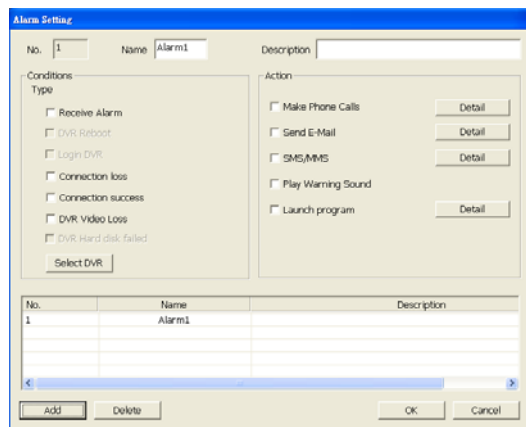 Alarm Setting
No. 1 Name Alarm1 Description
Conditions
Type
Receive Alarm
DVR Reboot
Login DVR
Connection loss
Connection success
DVR Video Loss
DVR Hard disk failed
Select DVR
Action
Make Phone Calls Detail
Send E-Mail Detail
SMS/MMS Detail
Play Warning Sound
Launch program Detail
No. Name Description
1 Alarm1
Add Delete OK Cancel